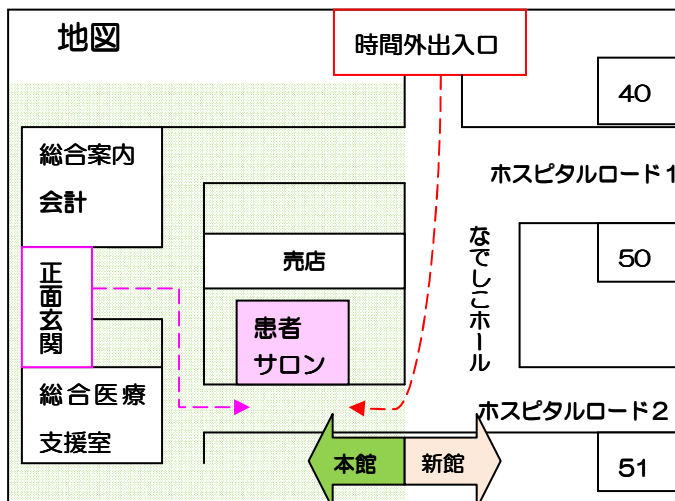 地図
時間外出入口
40
総合案内
会計
ホスピタルロード1
正面玄関
売店
なでしこホール
50
患者
サロン
総合医療
支援室
ホスピタルロード2
本館
新館
51